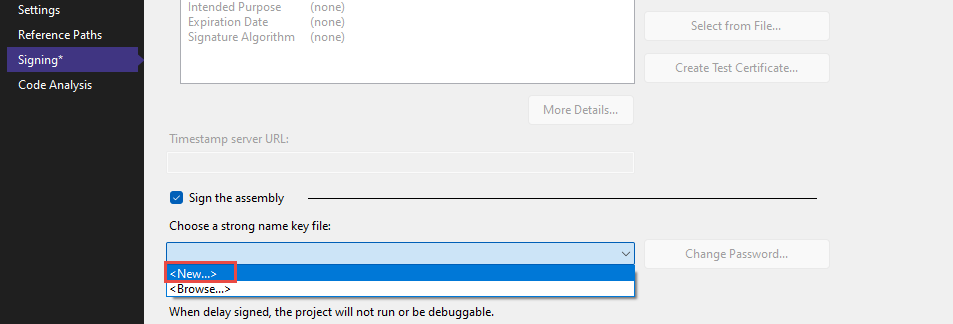 Settings
Reference Paths
Signing*
Code Analysis
Intended Purpose (none)
Expiration Date (none)
Signature Algorithm (none)
Select from File...
Create Test Certificate...
More Details...
Timestamp server URL:
Sign the assembly
Choose a strong name key file:
Change Password...
<New...>
<Browse...>
When delay signed, the project will not run or be debuggable.